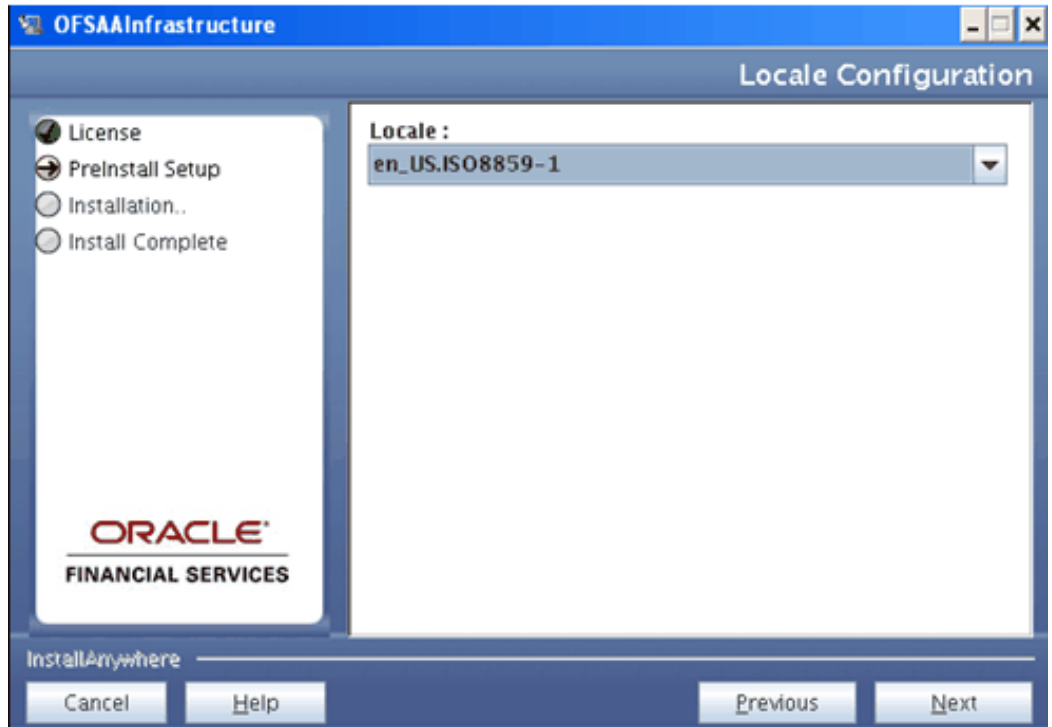 OFSAAInfrastructure
Locale Configuration
License
PreInstall Setup
Installation..
Install Complete
Locale :
en_US.ISO8859-1
ORACLE
FINANCIAL SERVICES
InstallAnywhere
Cancel
Help
Previous
Next